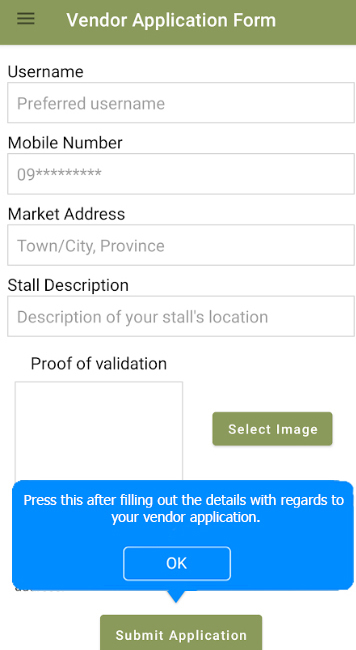 Vendor Application Form
Username
Preferred username
Mobile Number
09*********
Market Address
Town/City, Province
Stall Description
Description of your stall's location
Proof of validation
Select Image
Press this after filling out the details with regards to
your vendor application.
OK
Submit Application